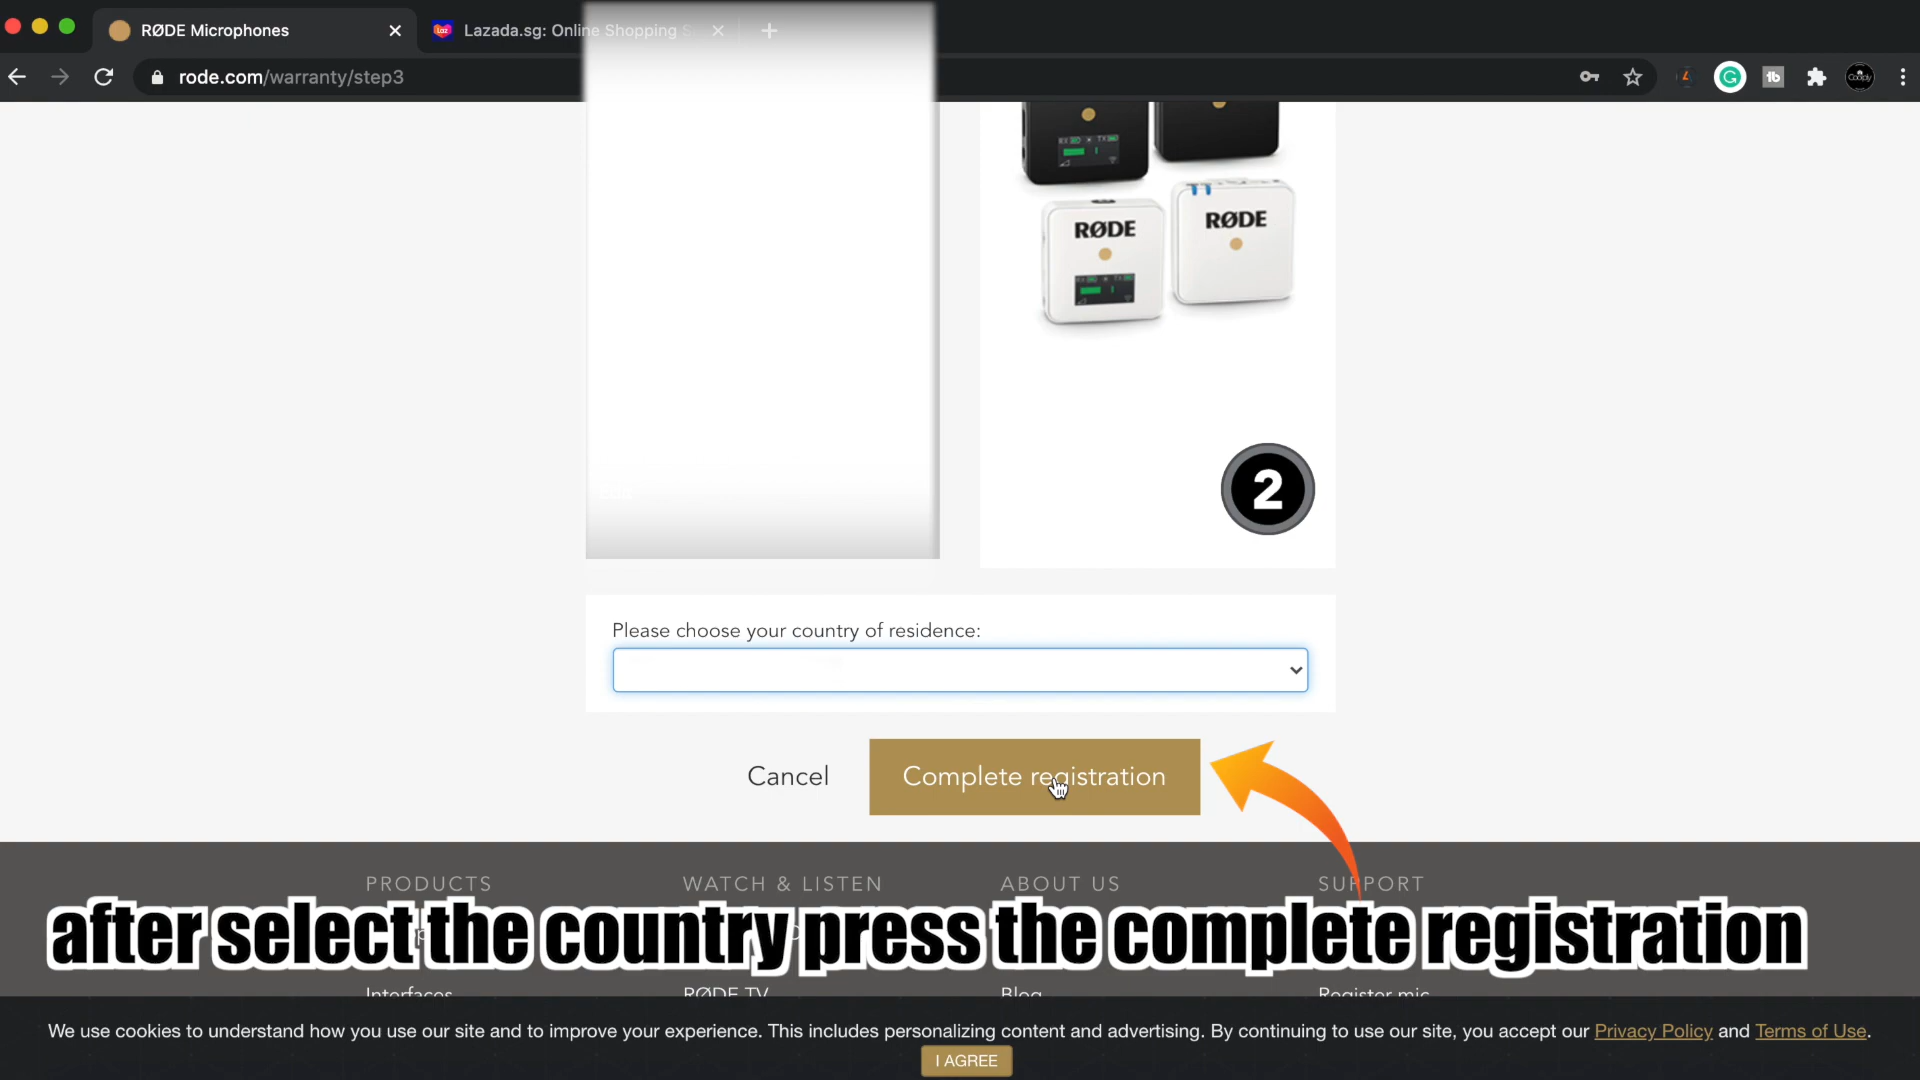 RØDE Microphones
Lazada.sg: Online Shopping S
rode.com/warranty/step3
RØDE
RØDE
2
Please choose your country of residence:
Cancel
Complete registration
PRODUCTS
WATCH & LISTEN
ABOUT US
SUPPORT
after select the country press the complete registration
Interfaces
RØDE TV
Blog
Register mic
We use cookies to understand how you use our site and to improve your experience. This includes personalizing content and advertising. By continuing to use our site, you accept our Privacy Policy and Terms of Use.
I AGREE